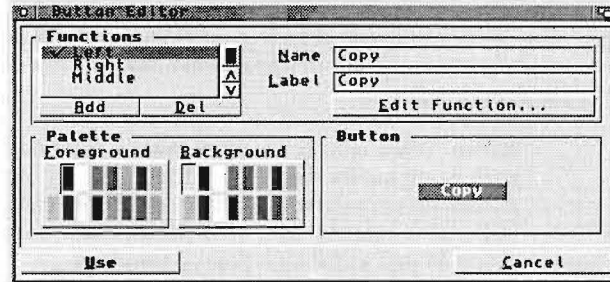 Button Editor
Functions
Left
Right
Middle
Add Del
Name Copy
Label Copy
Edit Function...
Palette
Foreground Background
Button
Copy
Use Cancel